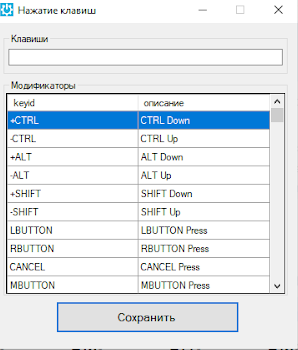 Нажатие клавиш
Клавиши
Модификаторы
keyid описание
+CTRL CTRL Down
-CTRL CTRL Up
+ALT ALT Down
-ALT ALT Up
+SHIFT SHIFT Down
-SHIFT SHIFT Up
LBUTTON LBUTTON Press
RBUTTON RBUTTON Press
CANCEL CANCEL Press
MBUTTON MBUTTON Press
Сохранить